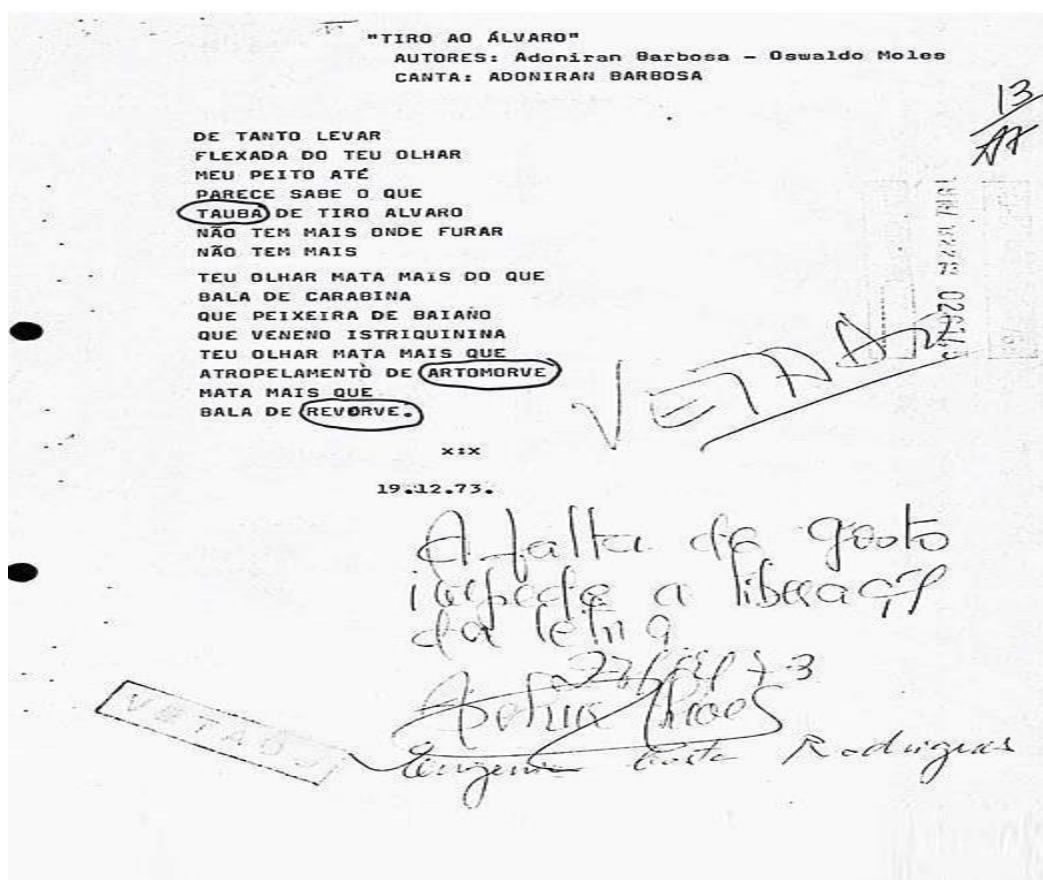 "TIRO AO ÁLVARO"
AUTORES: Adoniran Barbosa - Oswaldo Moles
CANTA: ADONIRAN BARBOSA
13
DE TANTO LEVAR
FLEXADA DO TEU OLHAR
MEU PEITO ATÉ
PARECE SABE O QUE
TAUBA DE TIRO ALVARO
NÃO TEM MAIS ONDE FURAR
NÃO TEM MAIS
TEU OLHAR MATA MAIS DO QUE
BALA DE CARABINA
QUE PEIXEIRA DE BAIANO
QUE VENENO ISTRIQUININA
TEU OLHAR MATA MAIS QUE
ATROPELAMENTO DE ARTOMORVE
MATA MAIS QUE
BALA DE REVORVE.
VETADO
x:x
19.12.73.
A falta de gosto
impede a liberação
da letra
VETADO
Costa Rodrigues